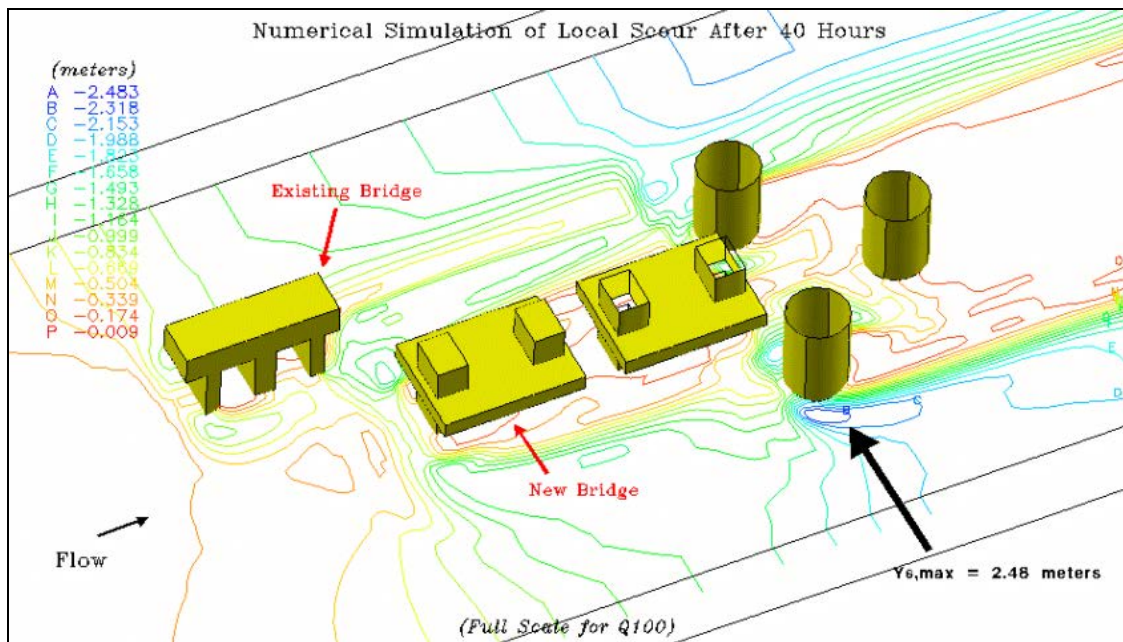 Numerical Simulation of Local Scour After 40 Hours
(meters)
A -2.483
B -2.318
C -2.153
D -1.988
E -1.823
F -1.658
G -1.493
H -1.328
I -1.164
J -0.999
K -0.834
L -0.669
M -0.504
N -0.339
O -0.174
P -0.009
Existing Bridge
New Bridge
Flow
O
N
E
D
C
B
Y6,max = 2.48 meters
(Full Scale for Q100)